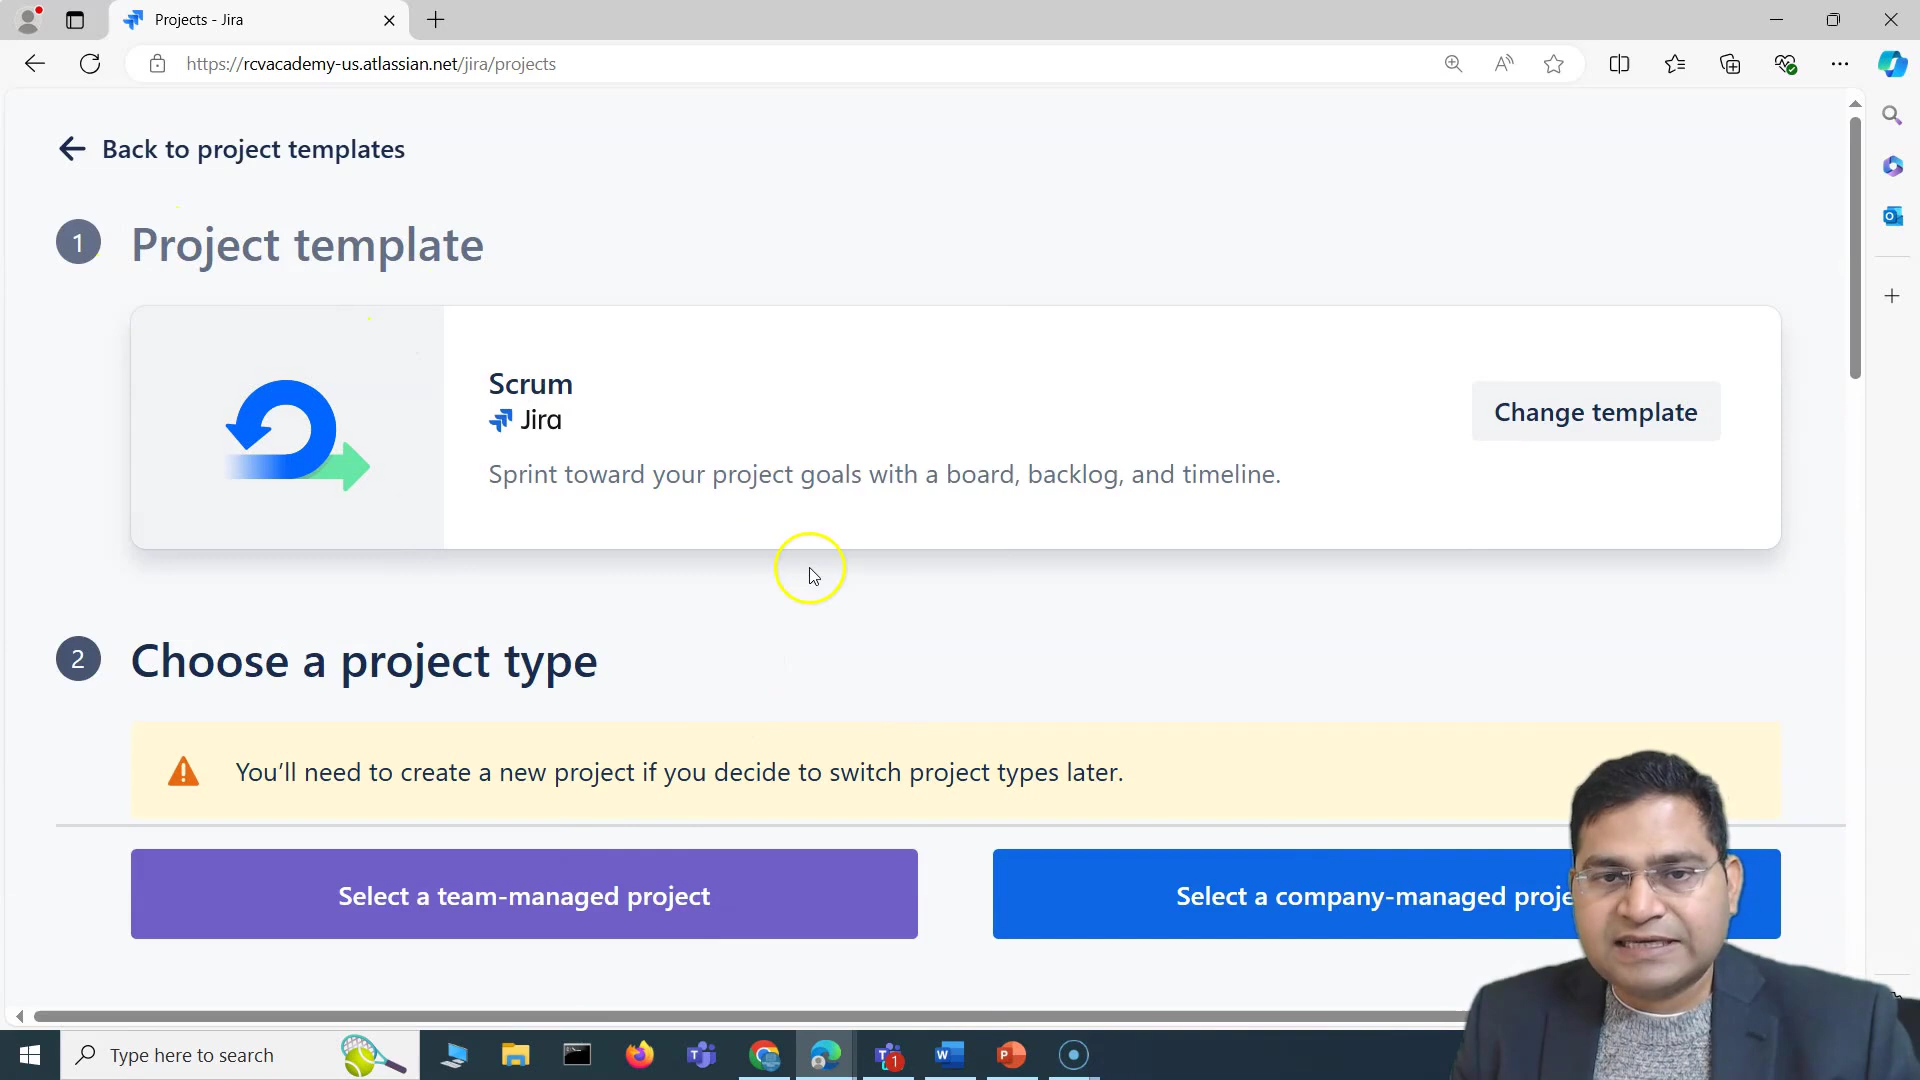 Projects - Jira
https://rcvacademy-us.atlassian.net/jira/projects
Back to project templates
1
Project template
Scrum
Jira
Change template
Sprint toward your project goals with a board, backlog, and timeline.
2
Choose a project type
You'll need to create a new project if you decide to switch project types later.
Select a team-managed project
Select a company-managed proje
Type here to search
1